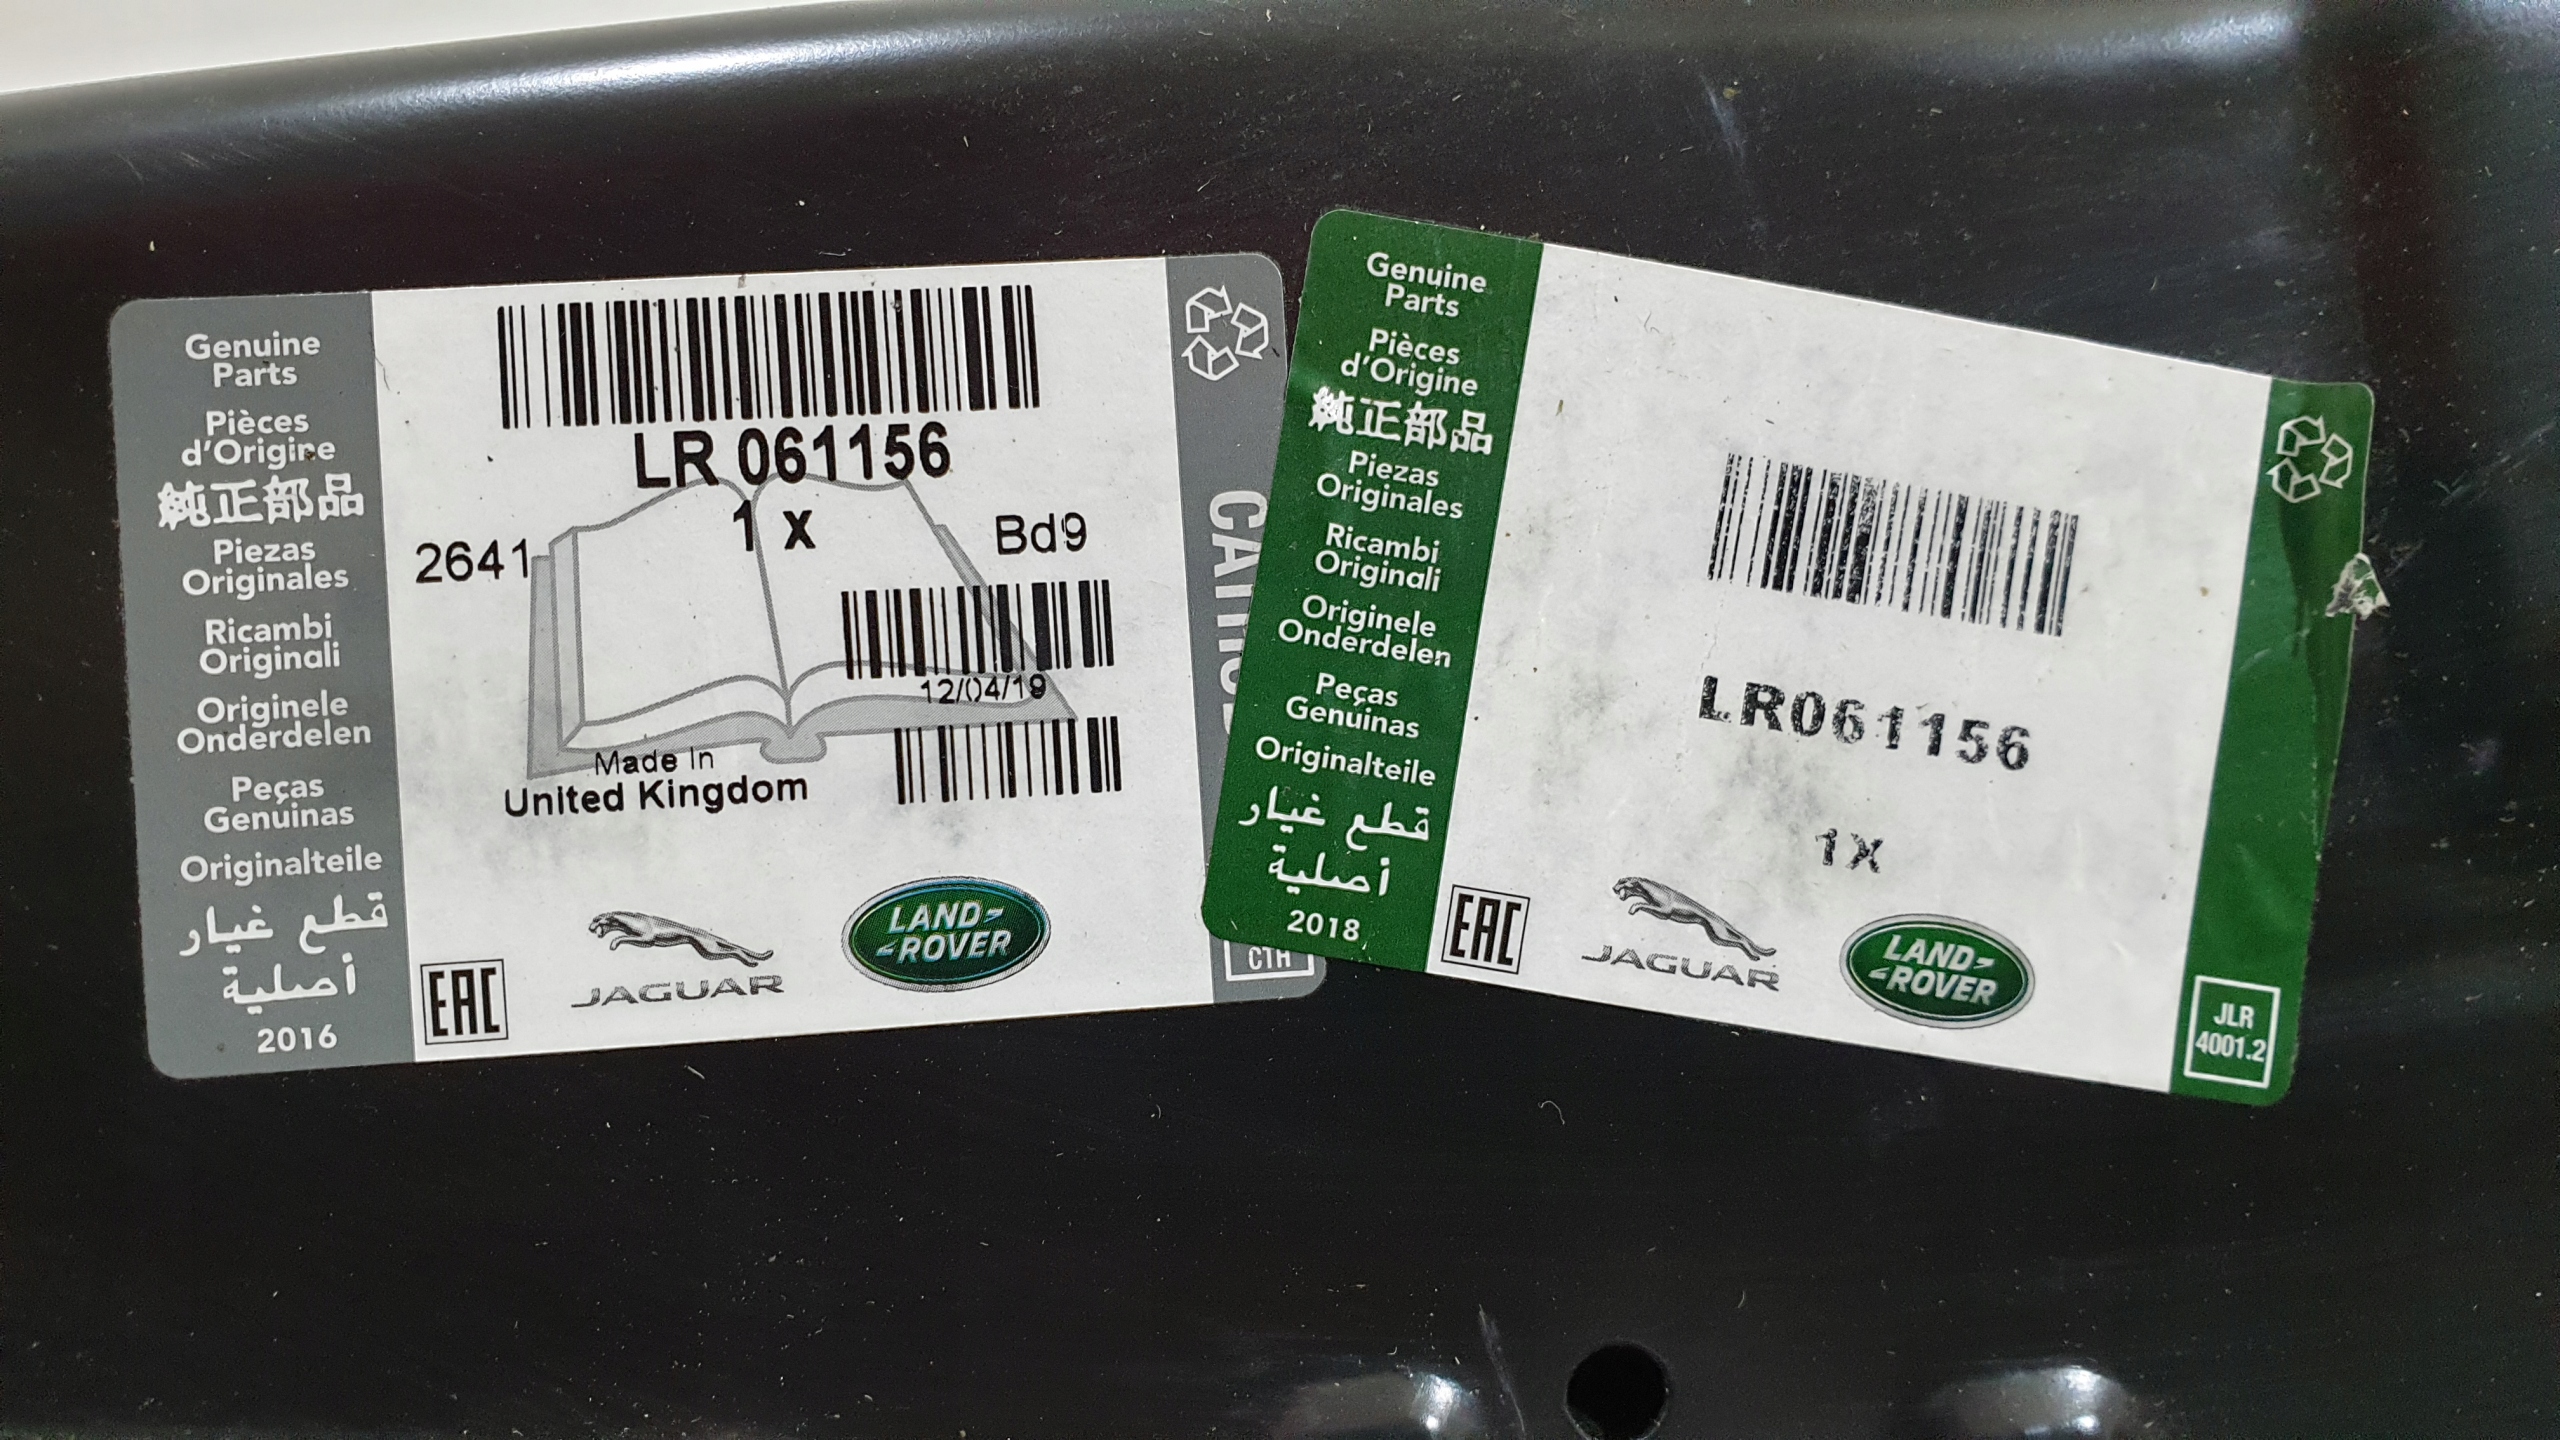 Genuine
Parts
Pièces
d'Origine
純正部品
Piezas
Originales
Ricambi
Originali
Originele
Onderdelen
Peças
Genuinas
Originalteile
قطع غيار
أصلية
2016
LR 061156
1 x
2641
Bd9
12/04/19
Made In
United Kingdom
EAC
JAGUAR
LAND-
-ROVER
CTH
Genuine
Parts
Pièces
d'Origine
純正部品
Piezas
Originales
Ricambi
Originali
Originele
Onderdelen
Peças
Genuinas
Originalteile
قطع غيار
أصلية
2018
LR061156
1X
EAC
JAGUAR
LAND-
-ROVER
JLR
4001.2